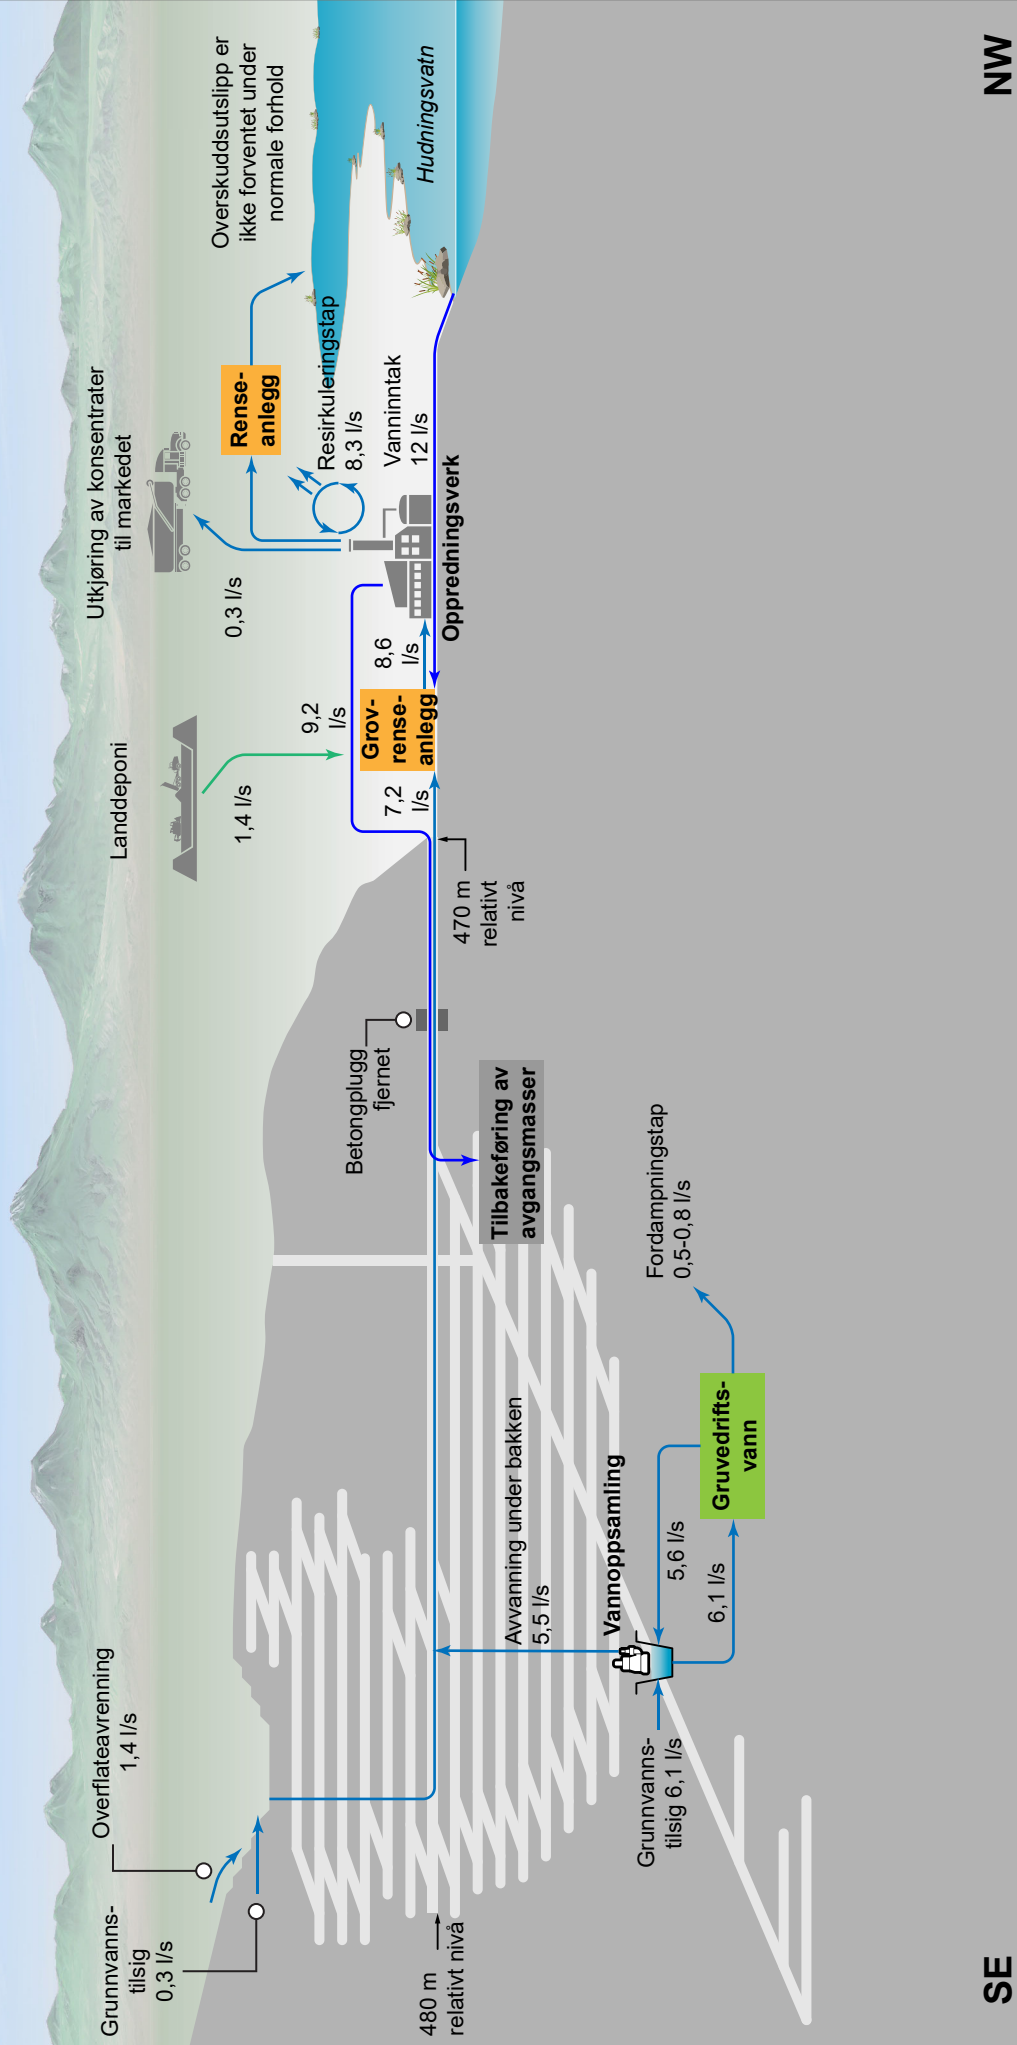 Grunnvanns-
tilsig
0,3 l/s
Overflateavrenning
1,4 l/s
Landdeponi
1,4 l/s
Utkjøring av konsentrater
til markedet
0,3 l/s
Rense-
anlegg
Overskuddsutslipp er
ikke forventet under
normale forhold
Resirkuleringstap
8,3 l/s
Vanninntak
12 l/s
Hudningsvatn
9,2
l/s
8,6
l/s
Grov-
rense-
anlegg
7,2
l/s
Oppredningsverk
470 m
relativt
nivå
Betongplugg
fjernet
Tilbakeføring av
avgangsmasser
480 m
relativt nivå
Avvanning under bakken
5,5 l/s
Vannoppsamling
Grunnvanns-
tilsig 6,1 l/s
5,6 l/s
6,1 l/s
Gruvedrifts-
vann
Fordampningstap
0,5-0,8 l/s
SE
NW